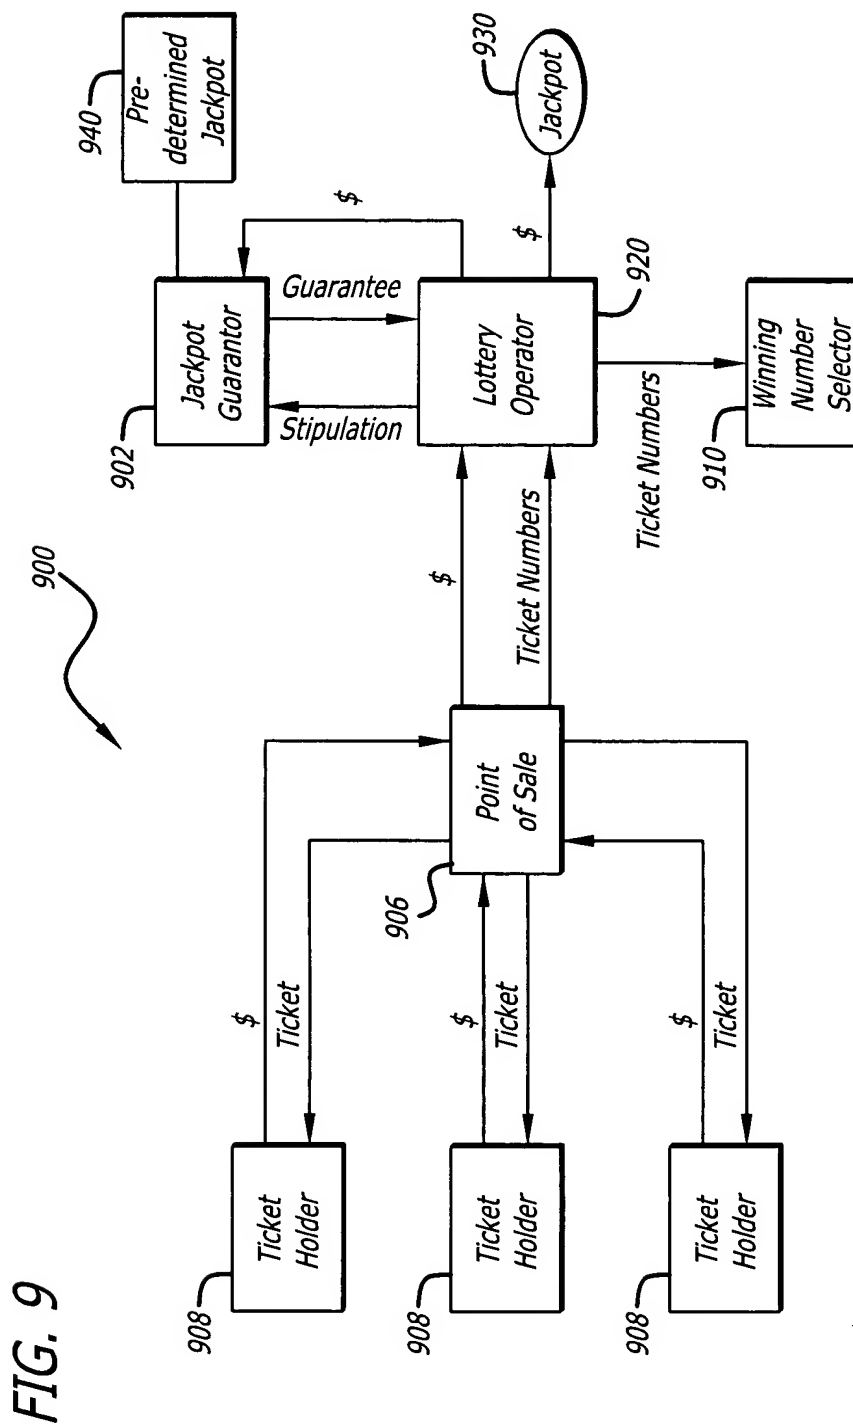 FIG. 9
900
940
Pre-
determined
Jackpot
902
Jackpot
Guarantor
$
Stipulation
Guarantee
Lottery
Operator
920
$
Jackpot
930
$
Ticket Numbers
Ticket Numbers
910
Winning
Number
Selector
906
Point
of Sale
$
Ticket
908
Ticket
Holder
$
Ticket
908
Ticket
Holder
$
Ticket
908
Ticket
Holder